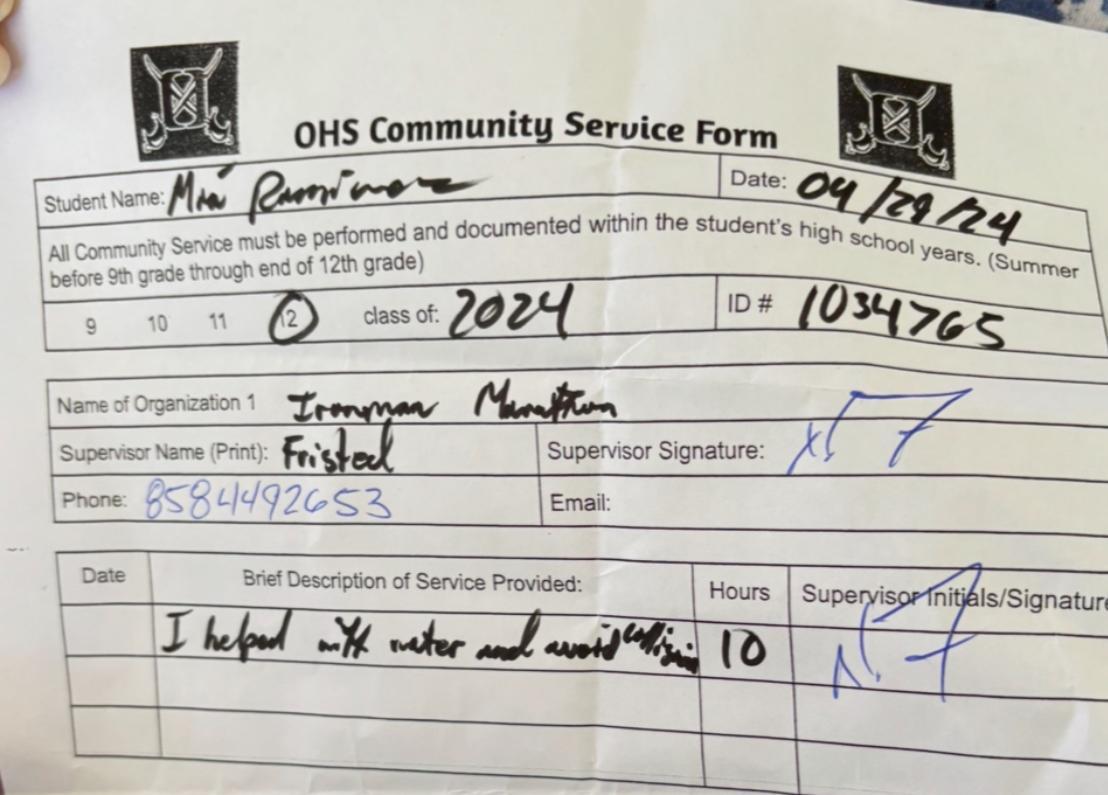 OHS Community Service Form
Student Name: Mia Date: 04/29/24
All Community Service must be performed and documented within the student's high school years. (Summer
before 9th grade through end of 12th grade)
9 10 11 12 class of: 2024 ID # 1034765
Name of Organization 1 Ironman Marathon
Supervisor Name (Print): Fristed Supervisor Signature:
Phone: 8584492653 Email:
Date Brief Description of Service Provided: Hours Supervisor Initials/Signature
I helped with water and avoid collision 10